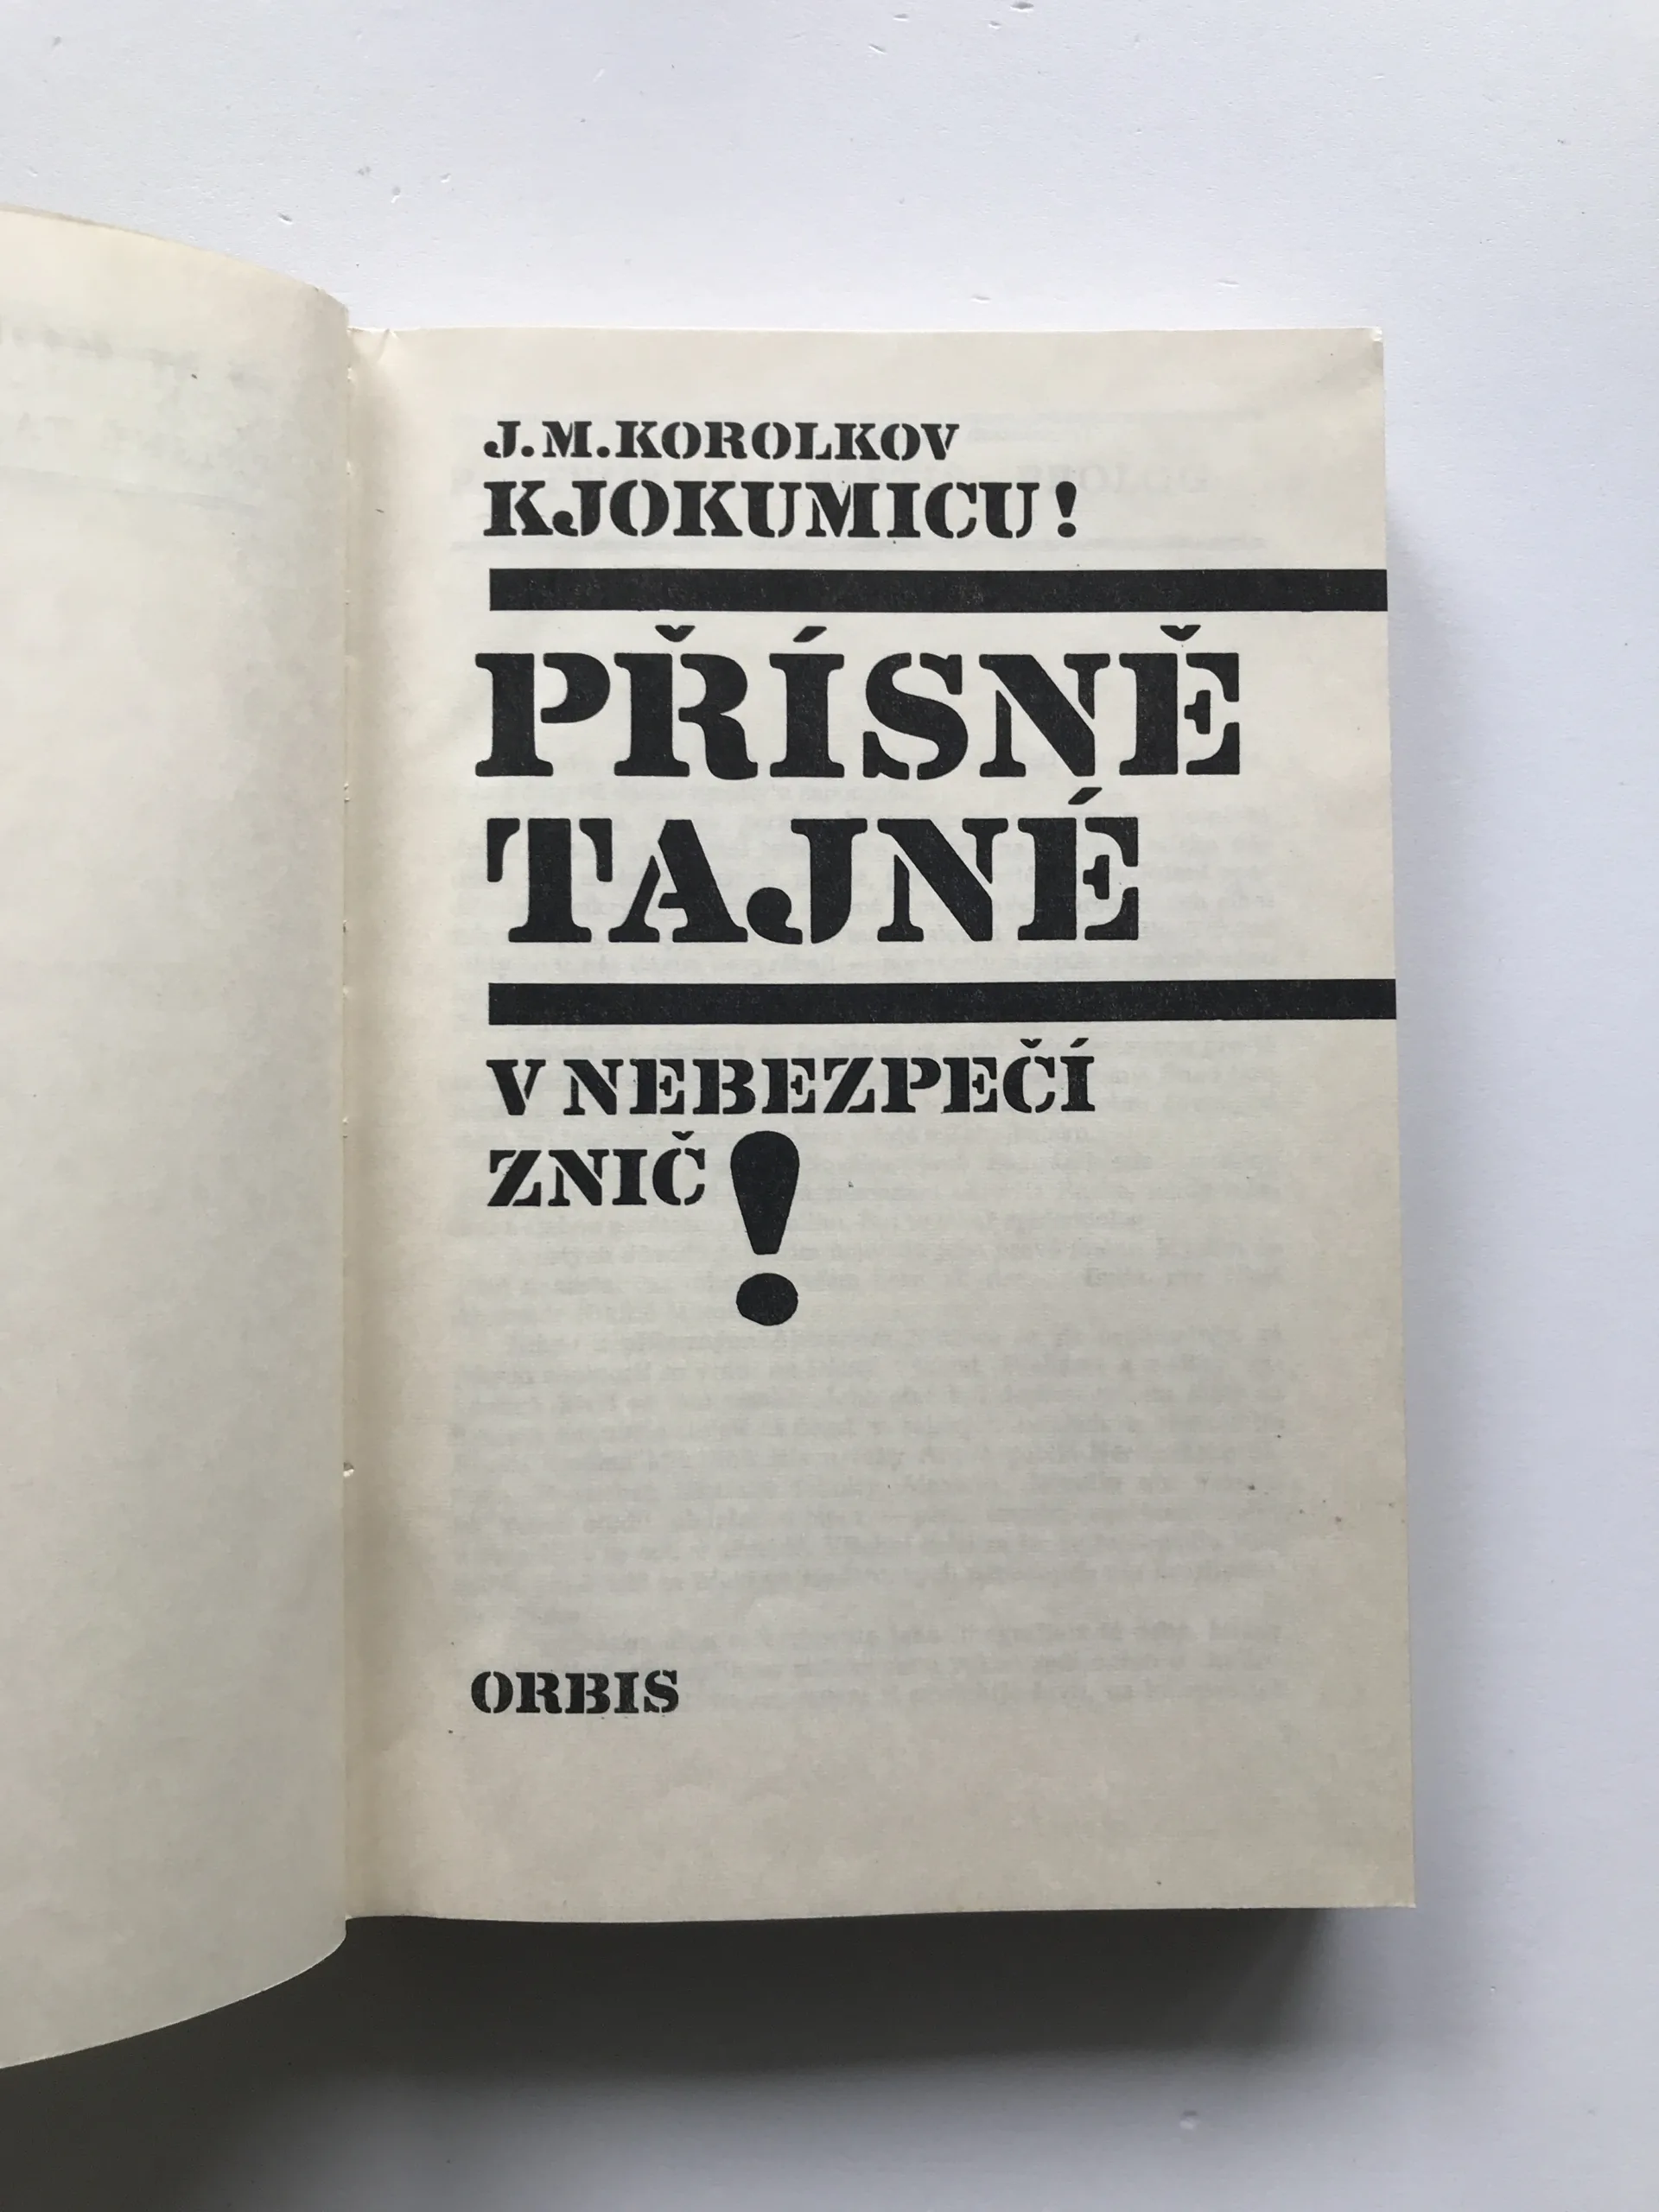 J.M.KOROLKOV
KJOKUMICU!
PŘÍSNĚ
TAJNÉ
V NEBEZPEČÍ
ZNIČ!
ORBIS